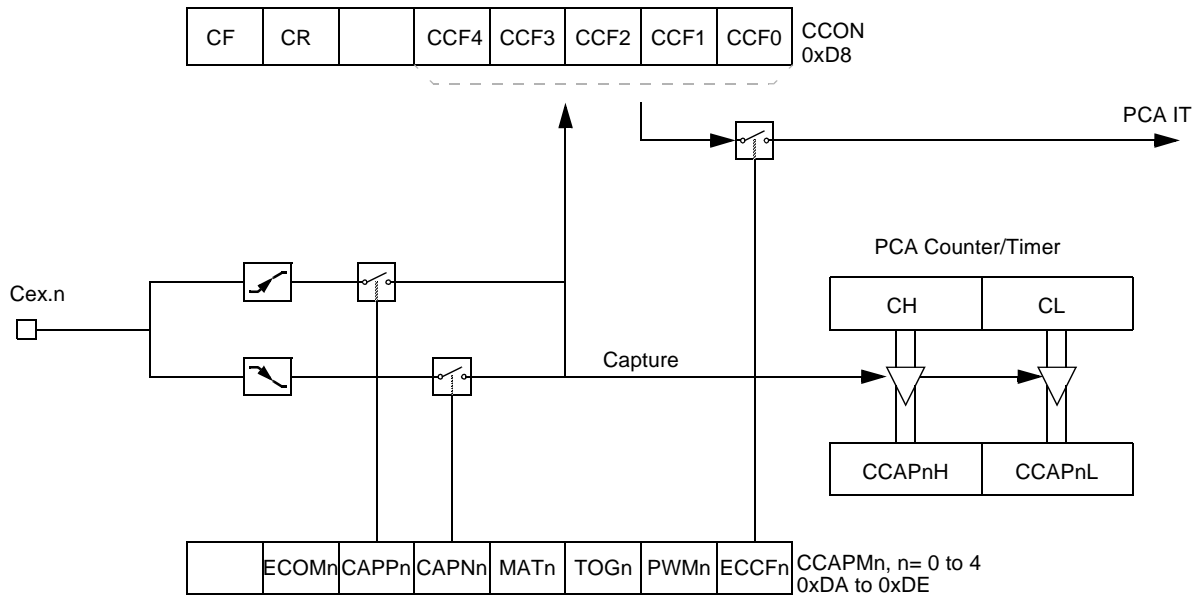 CF CR CCF4 CCF3 CCF2 CCF1 CCF0
CCON
0xD8
PCA IT
PCA Counter/Timer
Cex.n
CH CL
Capture
CCAPnH CCAPnL
ECOMn CAPPn CAPNn MATn TOGn PWMn ECCFn
CCAPMn, n= 0 to 4
0xDA to 0xDE